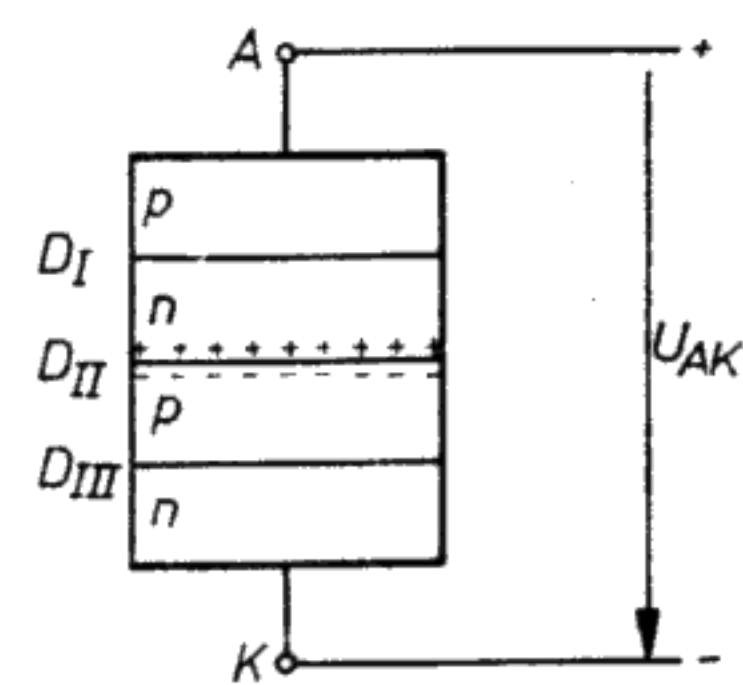 A +
p
D_I
n
+ + + + + + + + +
D_II U_AK
- - - - - - - - -
p
D_III
n
K -